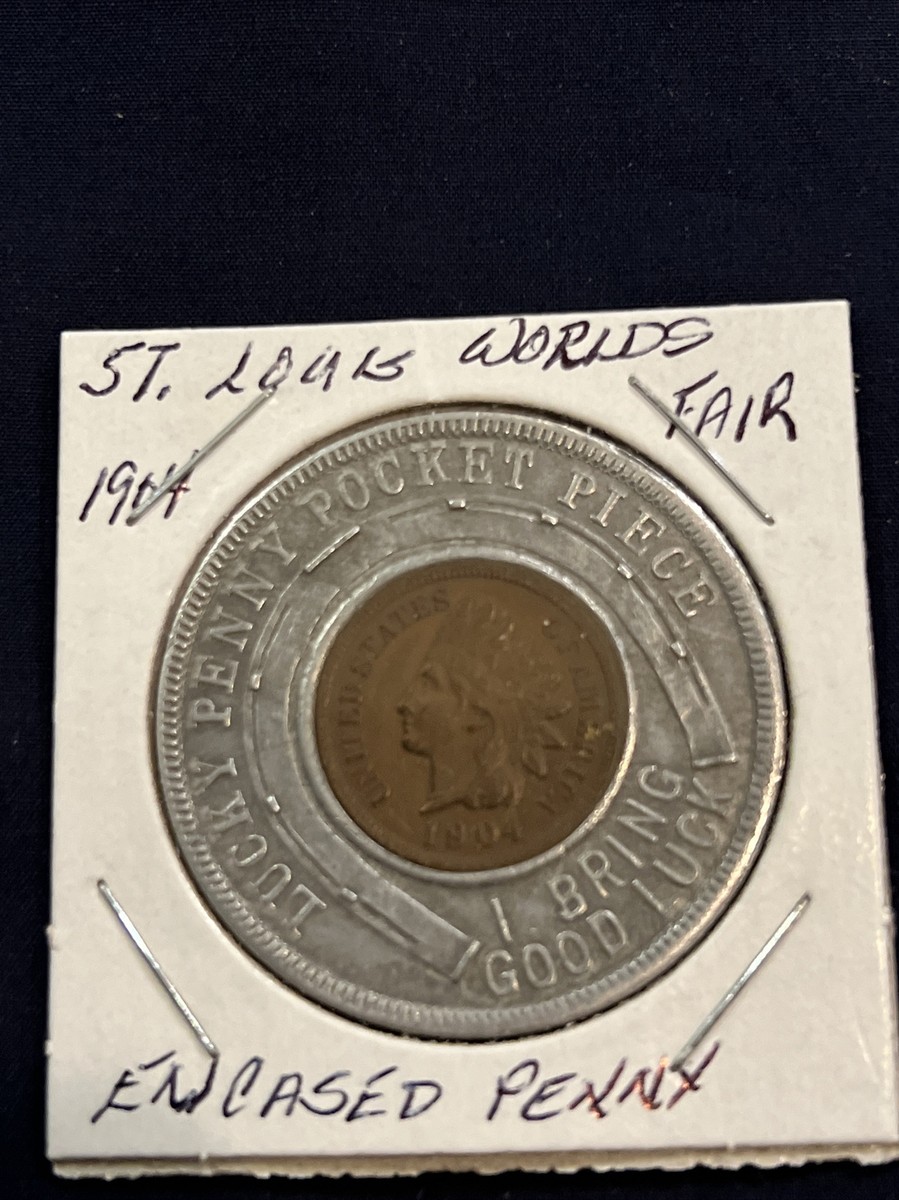 ST. LOUIS WORLDS
FAIR
1904
LUCKY PENNY POCKET PIECE
UNITED STATES OF AMERICA
1904
I BRING
GOOD LUCK
ENCASED PENNY